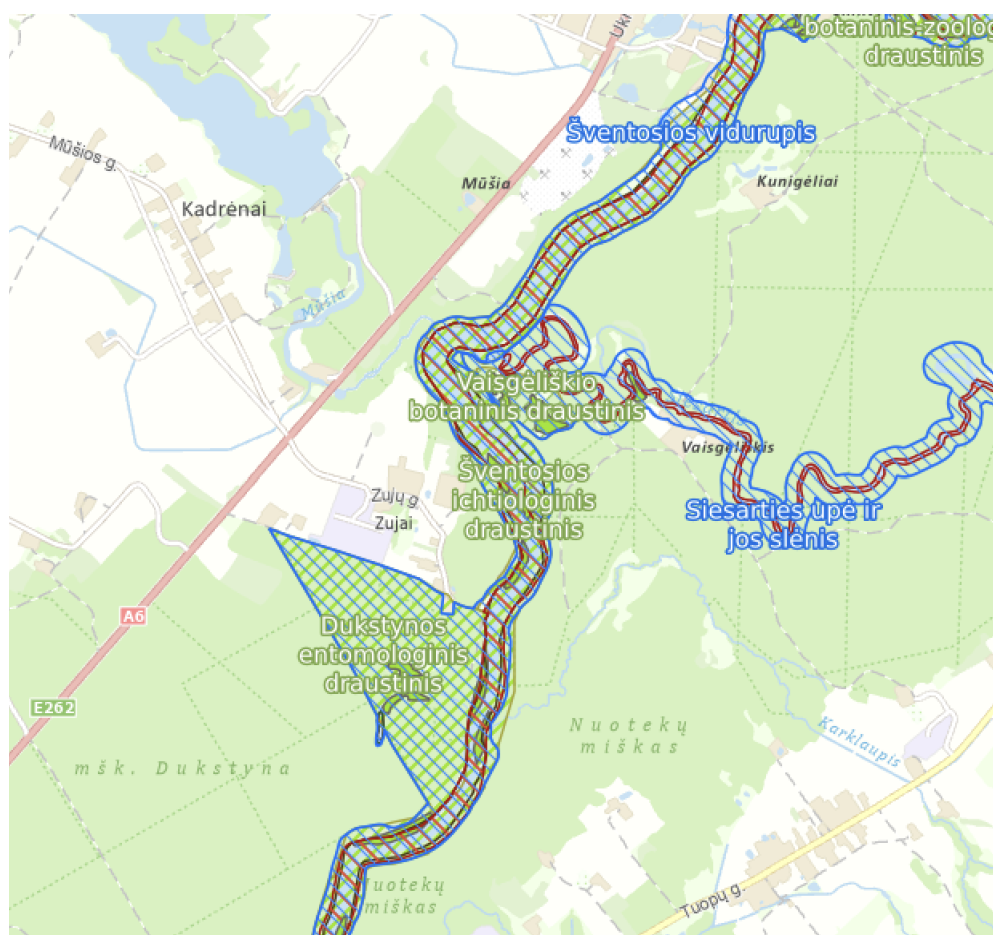 Ukm
botaninis-zoolog
draustinis
Šventosios vidurupis
Mūšios g.
Mūšia
Kunigėliai
Kadrėnai
Mūšia
Vaisgėliškio
botaninis draustinis
Vaisgėliškis
Šventosios
ichtiologinis
draustinis
Zujų g.
Zujai
Siesarties upė ir
jos slėnis
A6
Dukstynos
entomologinis
draustinis
E262
Nuotekų
miškas
Karklaupis
mšk. Dukstyna
Nuotekų
miškas
Tuopų g.